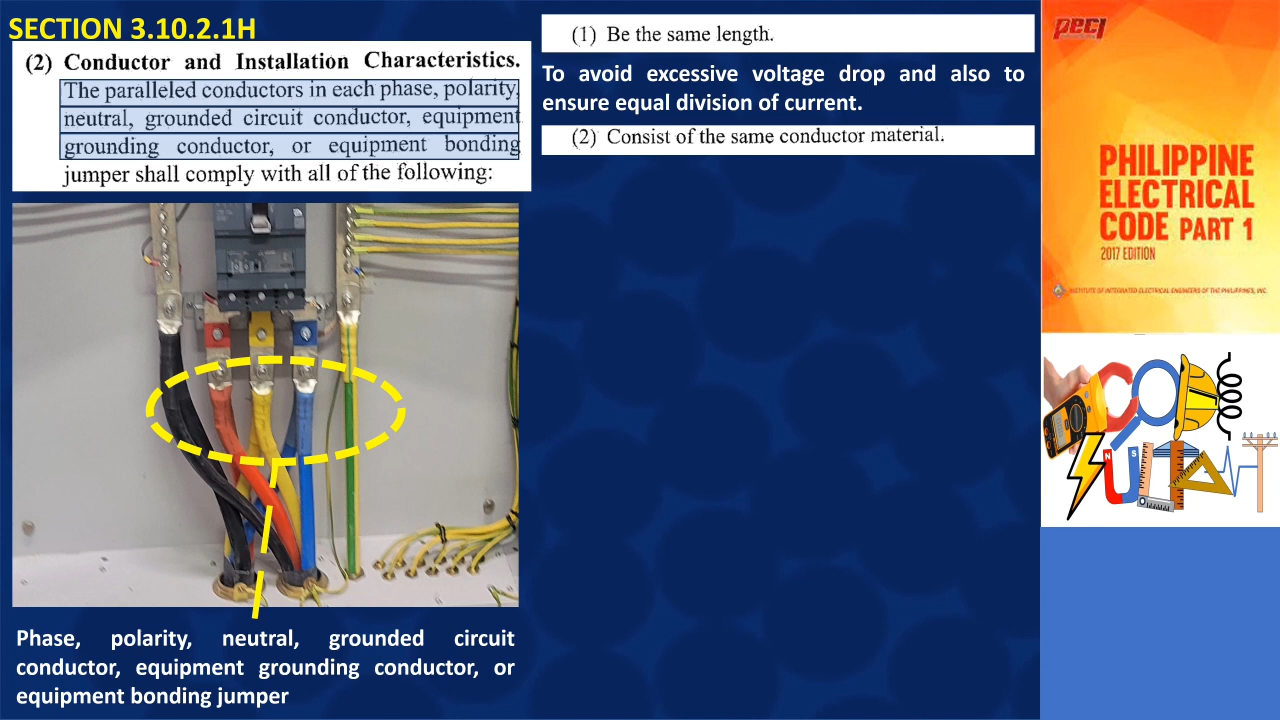 SECTION 3.10.2.1H
(2) Conductor and Installation Characteristics.
The paralleled conductors in each phase, polarity,
neutral, grounded circuit conductor, equipment
grounding conductor, or equipment bonding
jumper shall comply with all of the following:
Phase, polarity, neutral, grounded circuit
conductor, equipment grounding conductor, or
equipment bonding jumper
(1) Be the same length.
To avoid excessive voltage drop and also to
ensure equal division of current.
(2) Consist of the same conductor material.
PHILIPPINE
ELECTRICAL
CODE PART 1
2017 EDITION
INSTITUTE OF INTEGRATED ELECTRICAL ENGINEERS OF THE PHILIPPINES, INC.
N S